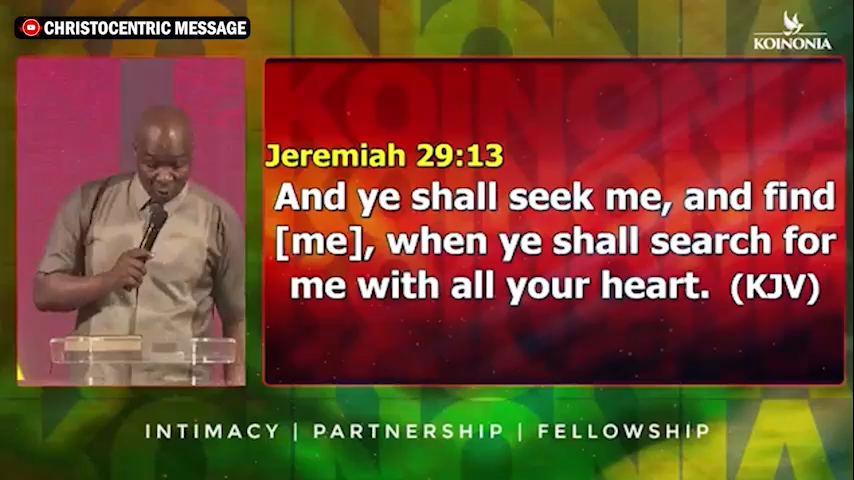 CHRISTOCENTRIC MESSAGE
KOINONIA
KOINONIA
Jeremiah 29:13
And ye shall seek me, and find
[me], when ye shall search for
me with all your heart. (KJV)
INTIMACY | PARTNERSHIP | FELLOWSHIP